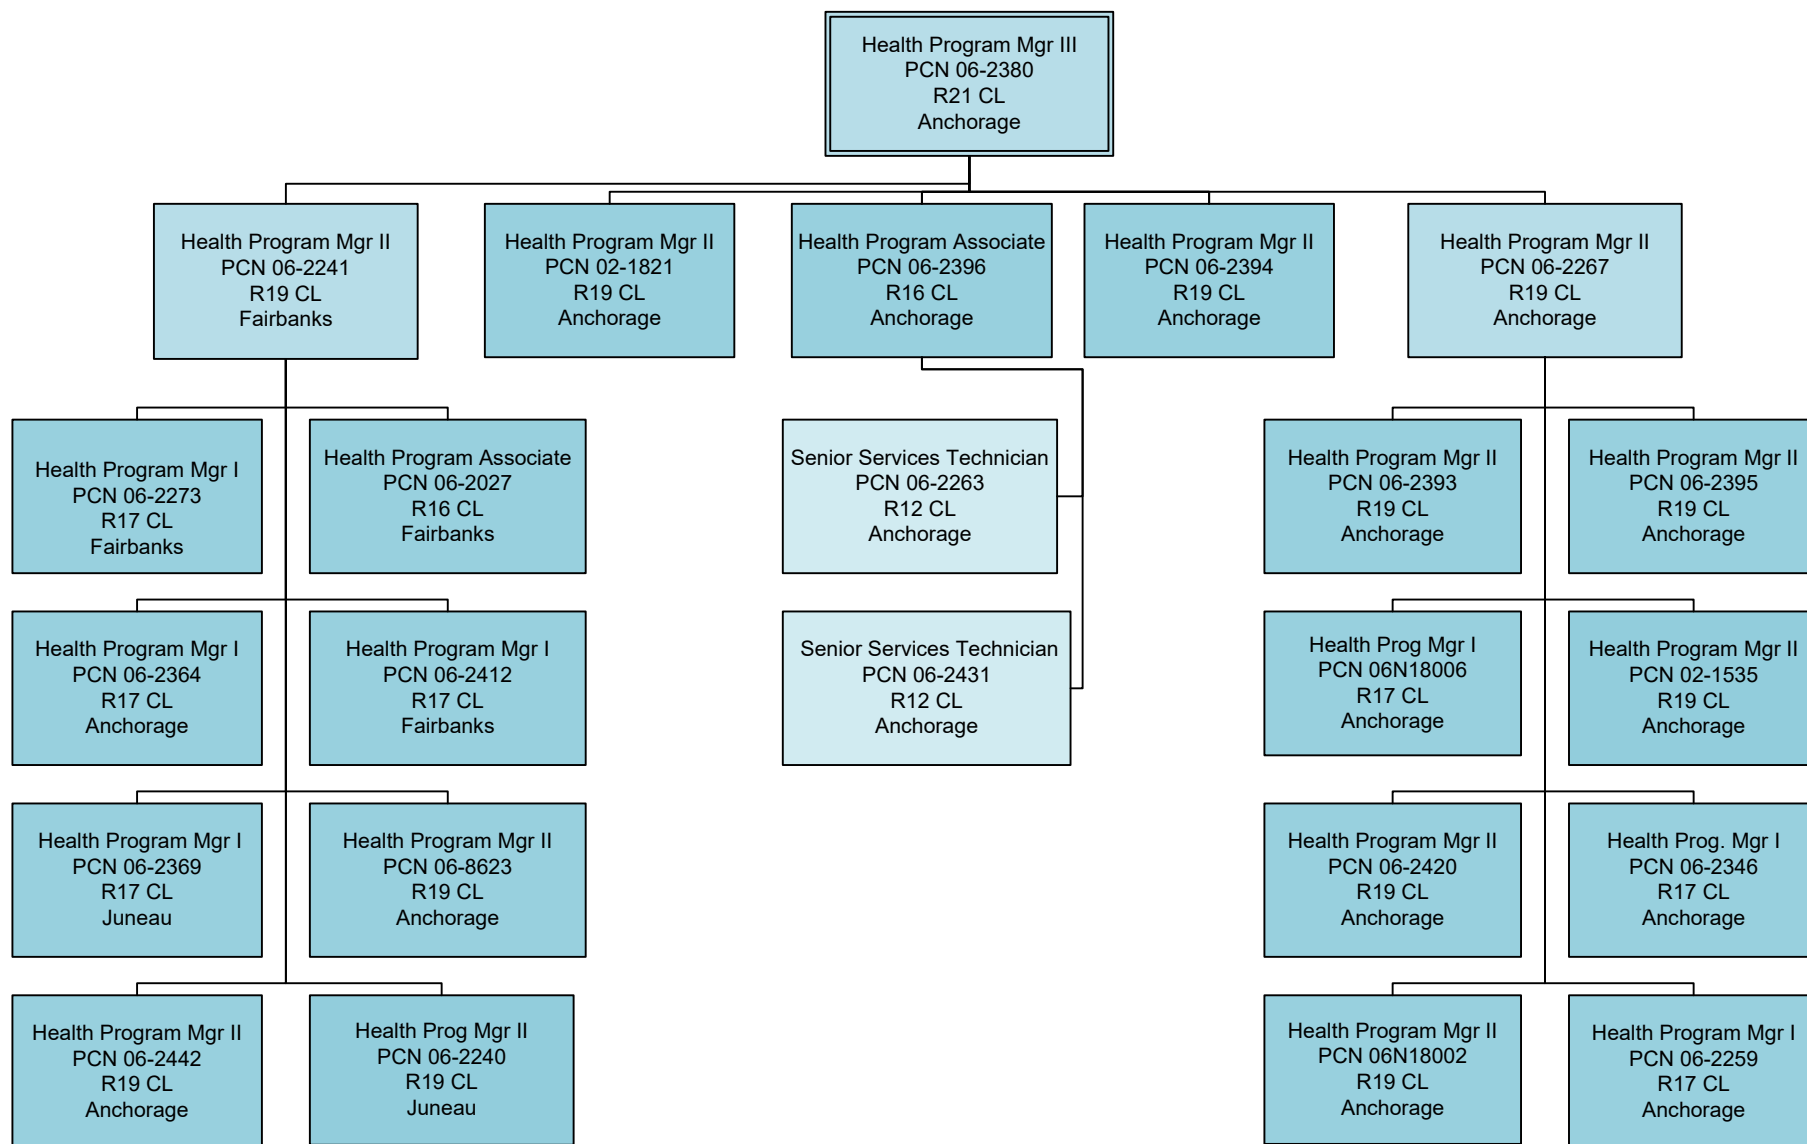 Health Program Mgr III
PCN 06-2380
R21 CL
Anchorage
Health Program Mgr II
PCN 06-2241
R19 CL
Fairbanks
Health Program Mgr II
PCN 02-1821
R19 CL
Anchorage
Health Program Associate
PCN 06-2396
R16 CL
Anchorage
Health Program Mgr II
PCN 06-2394
R19 CL
Anchorage
Health Program Mgr II
PCN 06-2267
R19 CL
Anchorage
Health Program Mgr I
PCN 06-2273
R17 CL
Fairbanks
Health Program Associate
PCN 06-2027
R16 CL
Fairbanks
Senior Services Technician
PCN 06-2263
R12 CL
Anchorage
Health Program Mgr II
PCN 06-2393
R19 CL
Anchorage
Health Program Mgr II
PCN 06-2395
R19 CL
Anchorage
Health Program Mgr I
PCN 06-2364
R17 CL
Anchorage
Health Program Mgr I
PCN 06-2412
R17 CL
Fairbanks
Senior Services Technician
PCN 06-2431
R12 CL
Anchorage
Health Prog Mgr I
PCN 06N18006
R17 CL
Anchorage
Health Program Mgr II
PCN 02-1535
R19 CL
Anchorage
Health Program Mgr I
PCN 06-2369
R17 CL
Juneau
Health Program Mgr II
PCN 06-8623
R19 CL
Anchorage
Health Program Mgr II
PCN 06-2420
R19 CL
Anchorage
Health Prog. Mgr I
PCN 06-2346
R17 CL
Anchorage
Health Program Mgr II
PCN 06-2442
R19 CL
Anchorage
Health Prog Mgr II
PCN 06-2240
R19 CL
Juneau
Health Program Mgr II
PCN 06N18002
R19 CL
Anchorage
Health Program Mgr I
PCN 06-2259
R17 CL
Anchorage